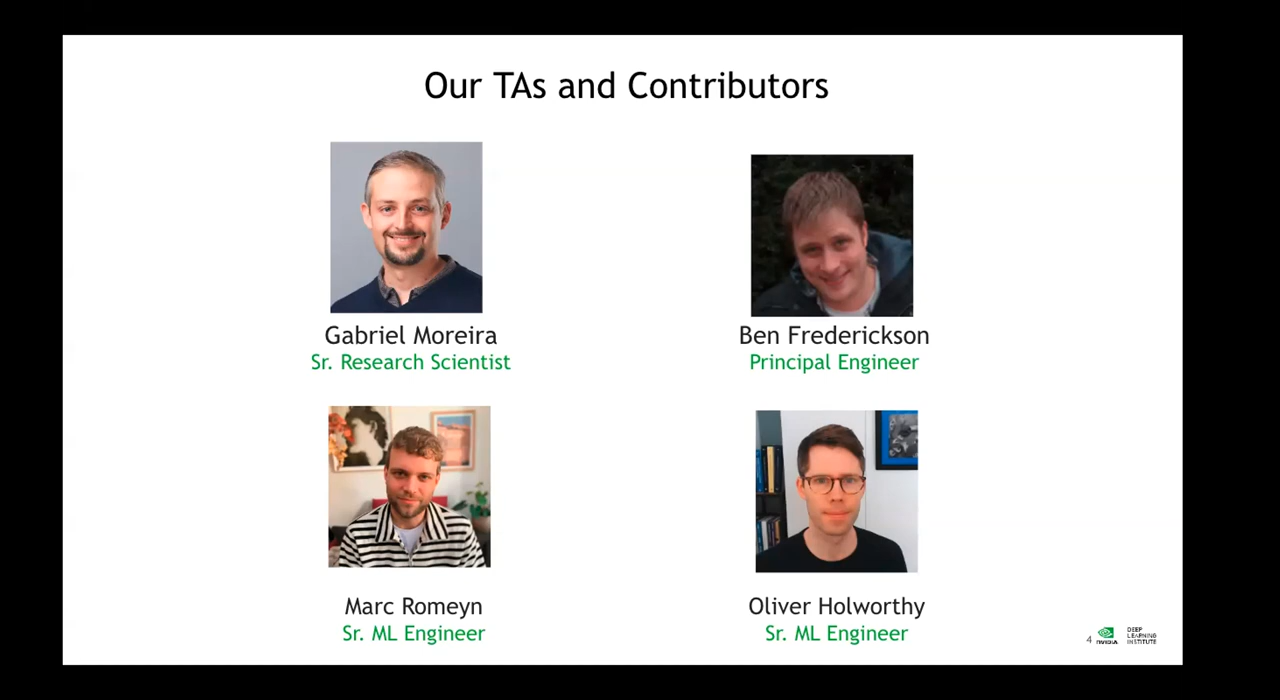 Our TAs and Contributors
Gabriel Moreira
Sr. Research Scientist
Ben Frederickson
Principal Engineer
Marc Romeyn
Sr. ML Engineer
Oliver Holworthy
Sr. ML Engineer
4
NVIDIA
DEEP
LEARNING
INSTITUTE